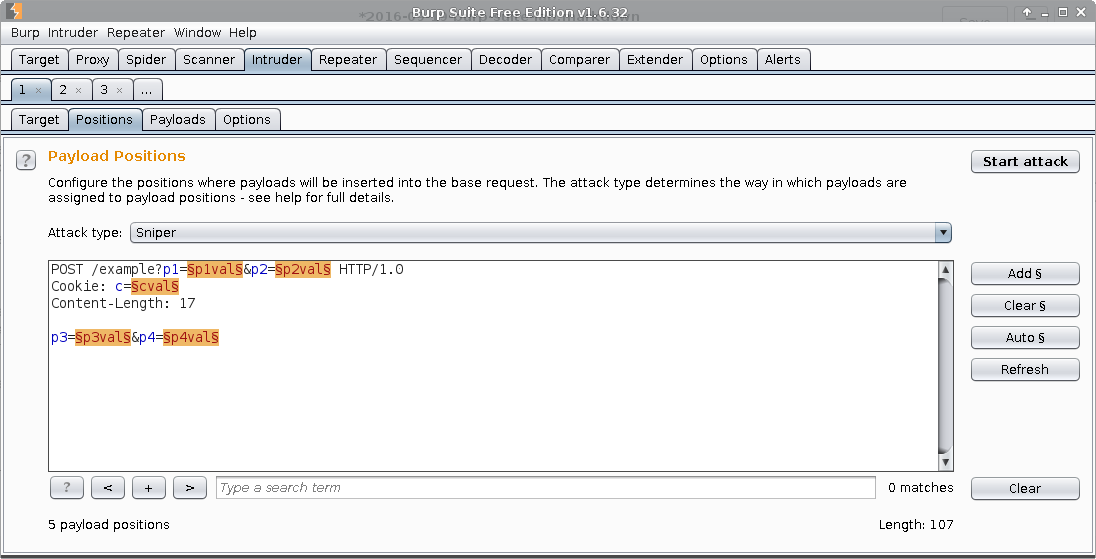 Burp Suite Free Edition v1.6.32
Burp Intruder Repeater Window Help
Target Proxy Spider Scanner Intruder Repeater Sequencer Decoder Comparer Extender Options Alerts
1 × 2 × 3 × ...
Target Positions Payloads Options
? Payload Positions
Start attack
Configure the positions where payloads will be inserted into the base request. The attack type determines the way in which payloads are
assigned to payload positions - see help for full details.
Attack type: Sniper
POST /example?p1=§p1val§&p2=§p2val§ HTTP/1.0
Cookie: c=§cval§
Content-Length: 17
p3=§p3val§&p4=§p4val§
Add §
Clear §
Auto §
Refresh
? < + > Type a search term 0 matches Clear
5 payload positions Length: 107